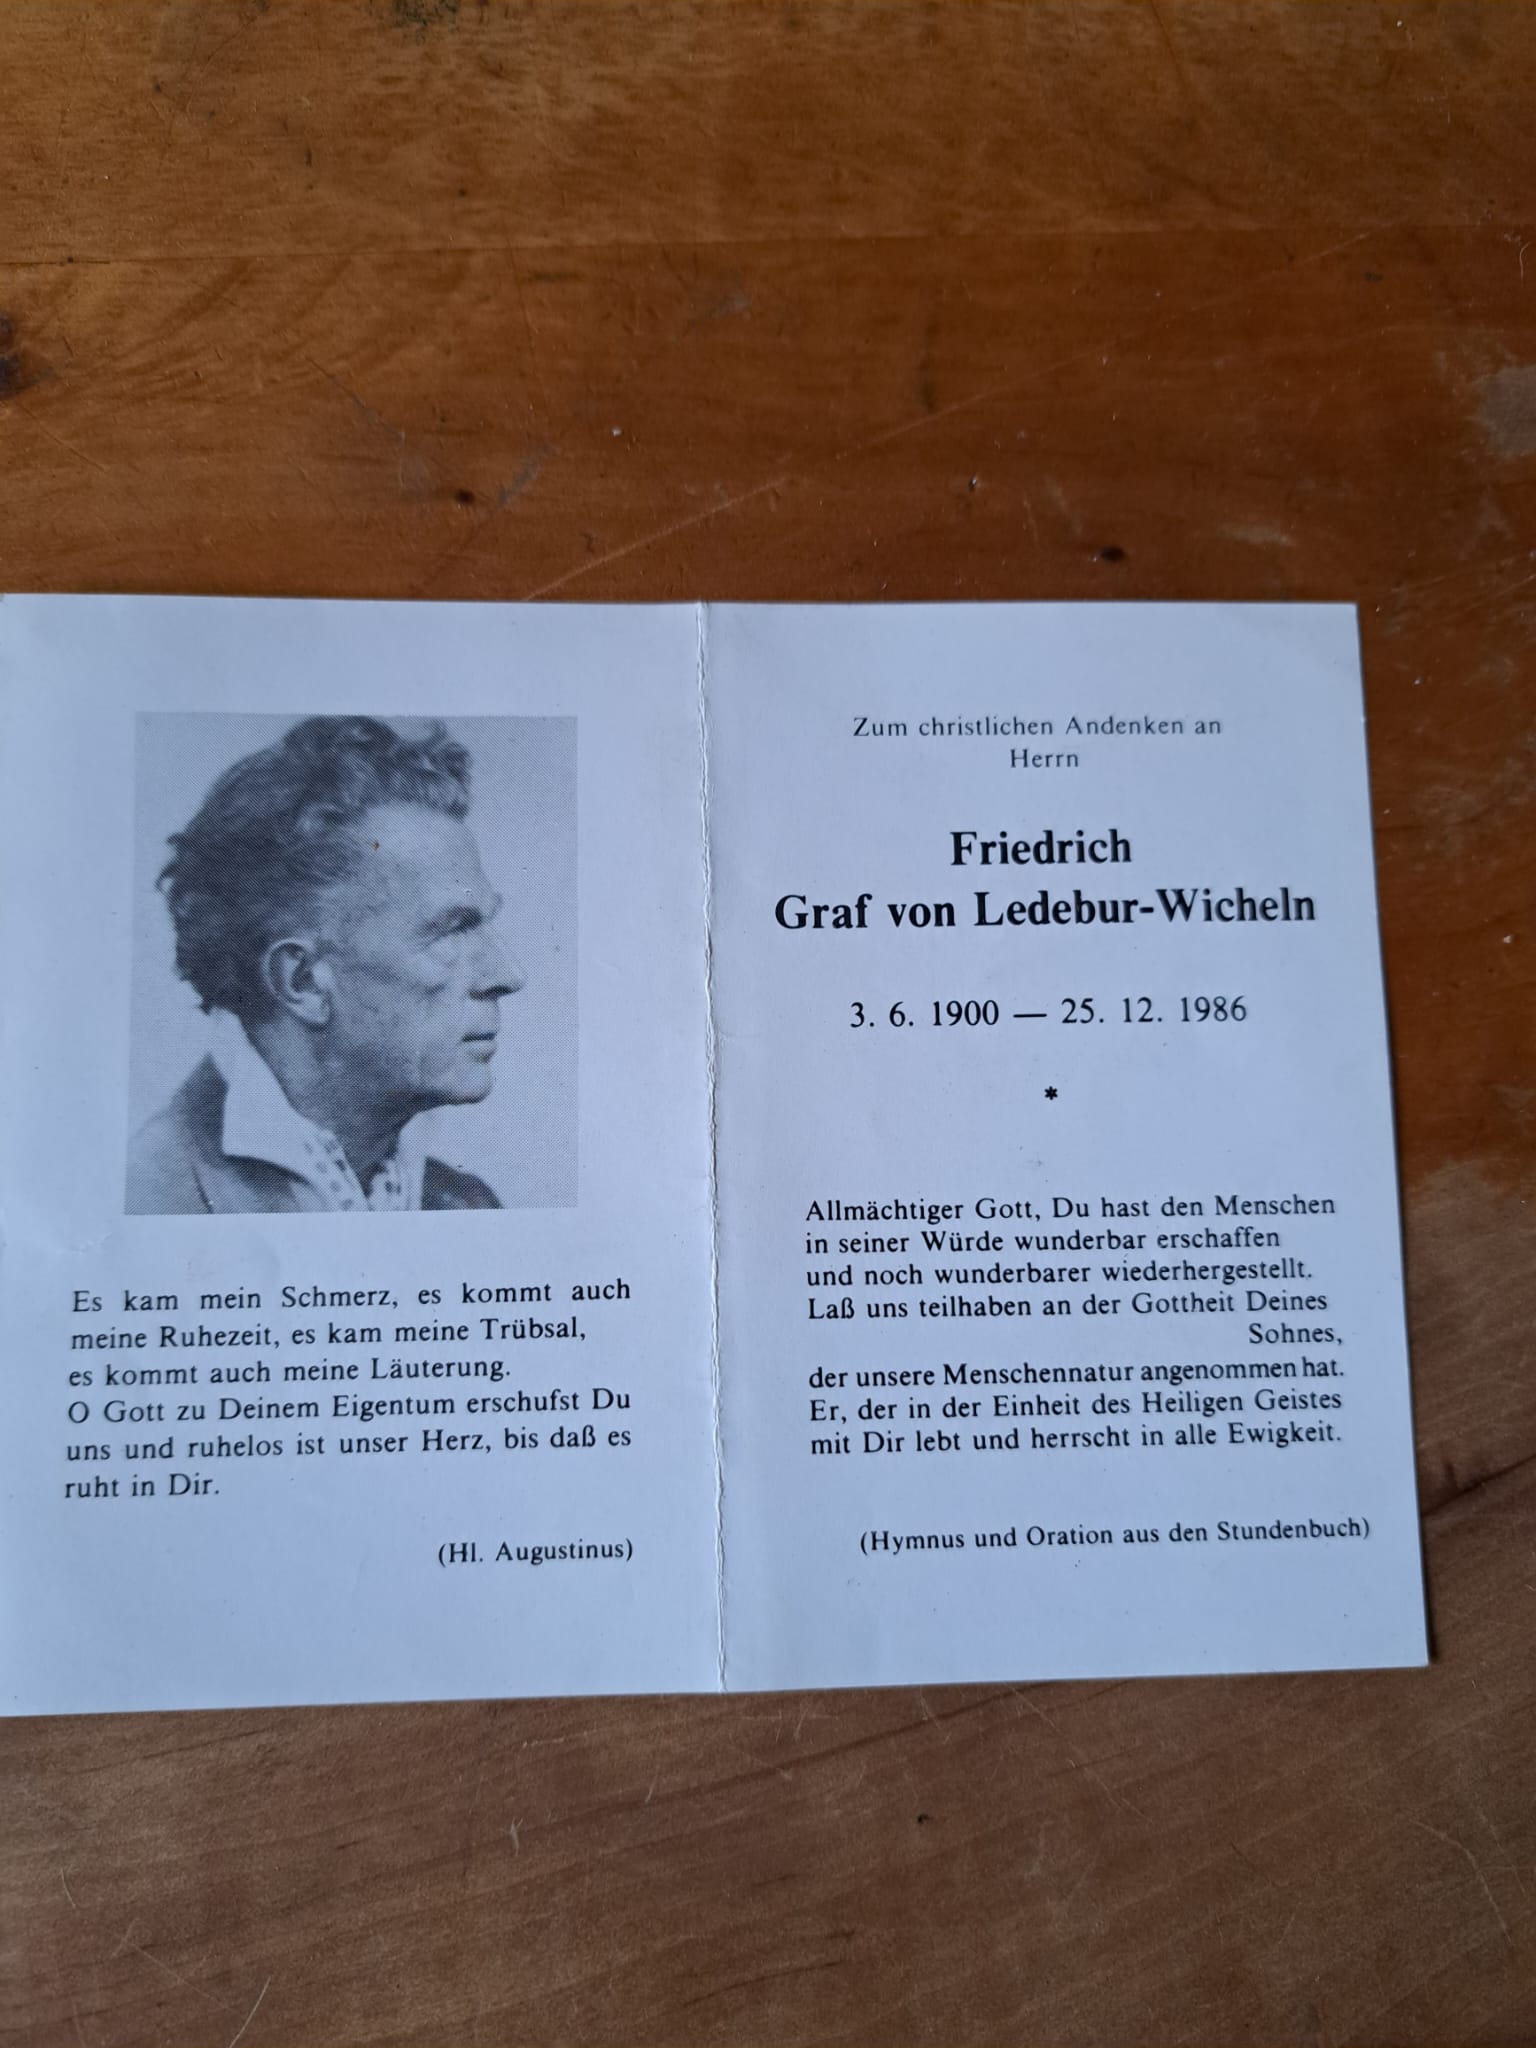 Es kam mein Schmerz, es kommt auch
meine Ruhezeit, es kam meine Trübsal,
es kommt auch meine Läuterung.
O Gott zu Deinem Eigentum erschufst Du
uns und ruhelos ist unser Herz, bis daß es
ruht in Dir.
(Hl. Augustinus)
Zum christlichen Andenken an
Herrn
Friedrich
Graf von Ledebur-Wicheln
3. 6. 1900 — 25. 12. 1986
*
Allmächtiger Gott, Du hast den Menschen
in seiner Würde wunderbar erschaffen
und noch wunderbarer wiederhergestellt.
Laß uns teilhaben an der Gottheit Deines
Sohnes,
der unsere Menschennatur angenommen hat.
Er, der in der Einheit des Heiligen Geistes
mit Dir lebt und herrscht in alle Ewigkeit.
(Hymnus und Oration aus den Stundenbuch)